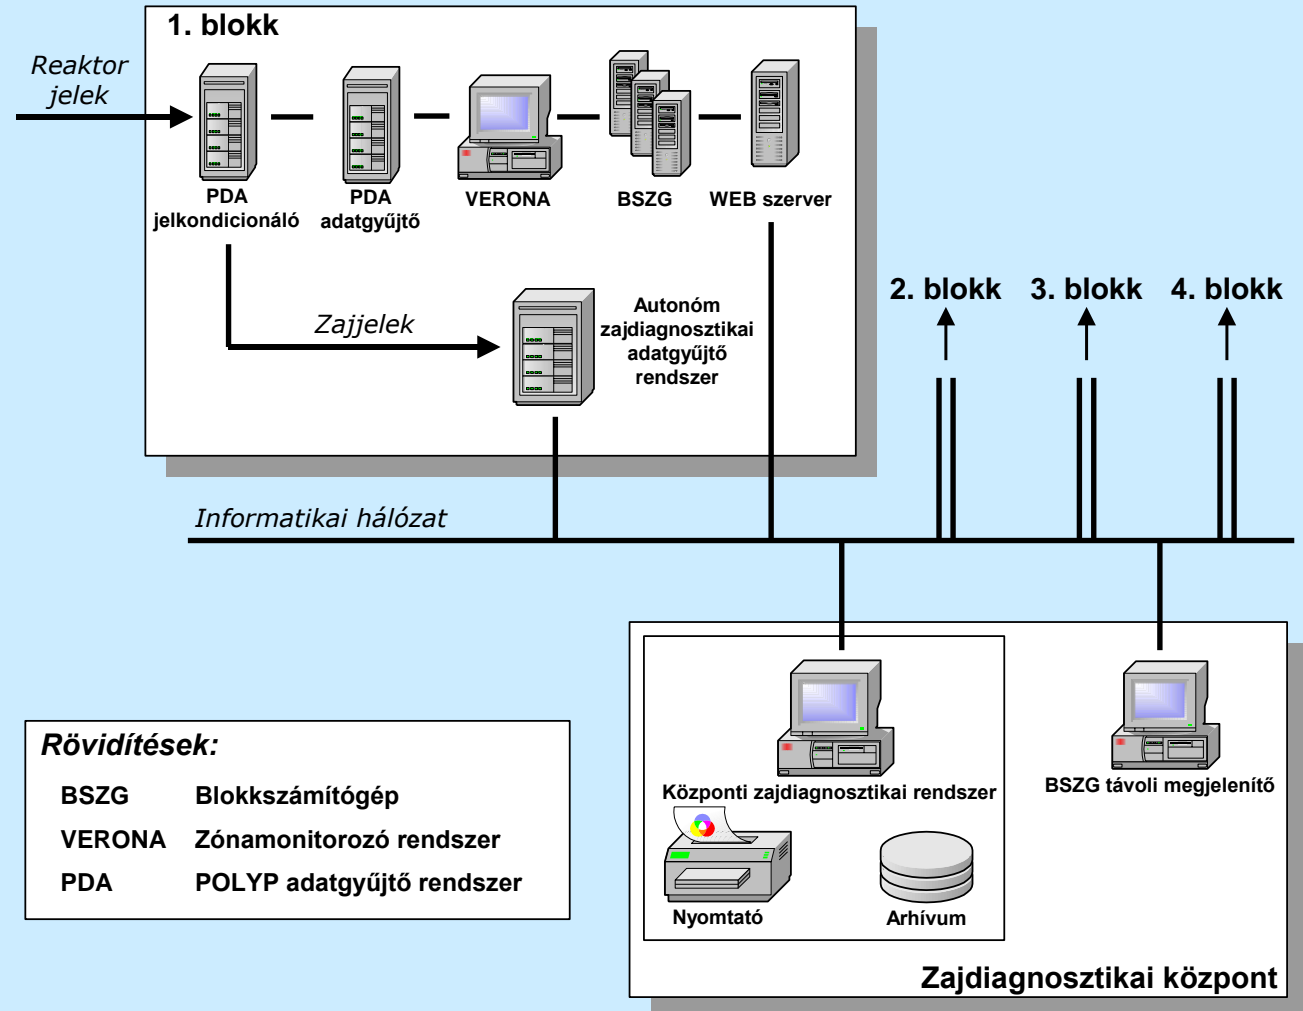 1. blokk
Reaktor
jelek
PDA
jelkondicionáló
PDA
adatgyűjtő
VERONA
BSZG
WEB szerver
Zajjelek
Autonóm
zajdiagnosztikai
adatgyűjtő
rendszer
2. blokk
3. blokk
4. blokk
Informatikai hálózat
Központi zajdiagnosztikai rendszer
BSZG távoli megjelenítő
Nyomtató
Arhívum
Zajdiagnosztikai központ
Rövidítések:
BSZG Blokkszámítógép
VERONA Zónamonitorozó rendszer
PDA POLYP adatgyűjtő rendszer